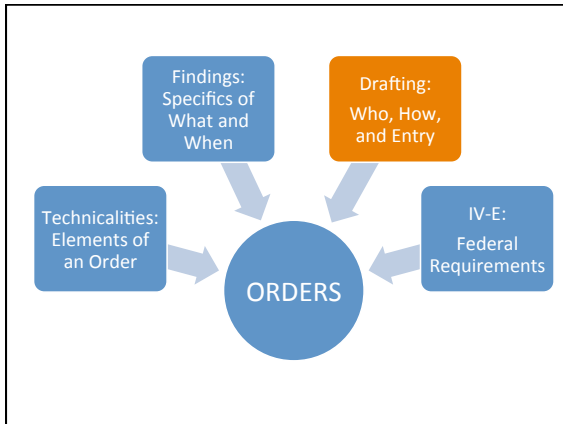 Findings:
Specifics of
What and
When
Drafting:
Who, How,
and Entry
Technicalities:
Elements of
an Order
IV-E:
Federal
Requirements
ORDERS